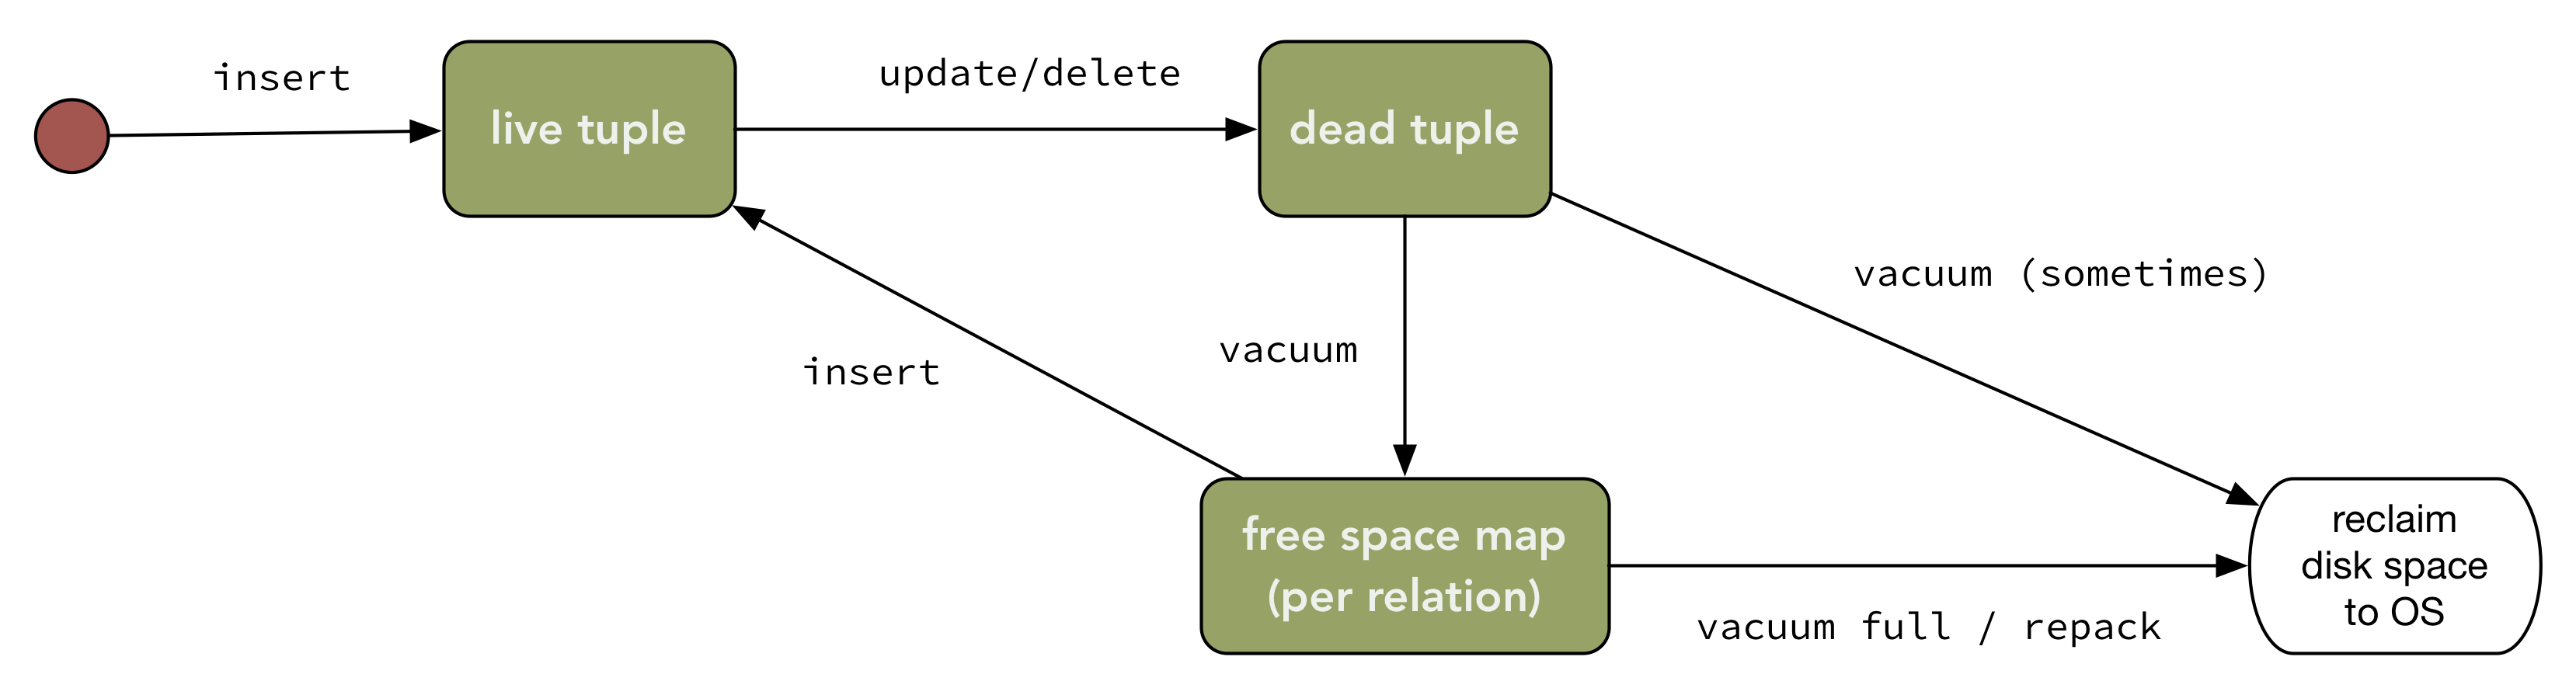 insert
live tuple
update/delete
dead tuple
vacuum (sometimes)
vacuum
insert
free space map
(per relation)
vacuum full / repack
reclaim
disk space
to OS